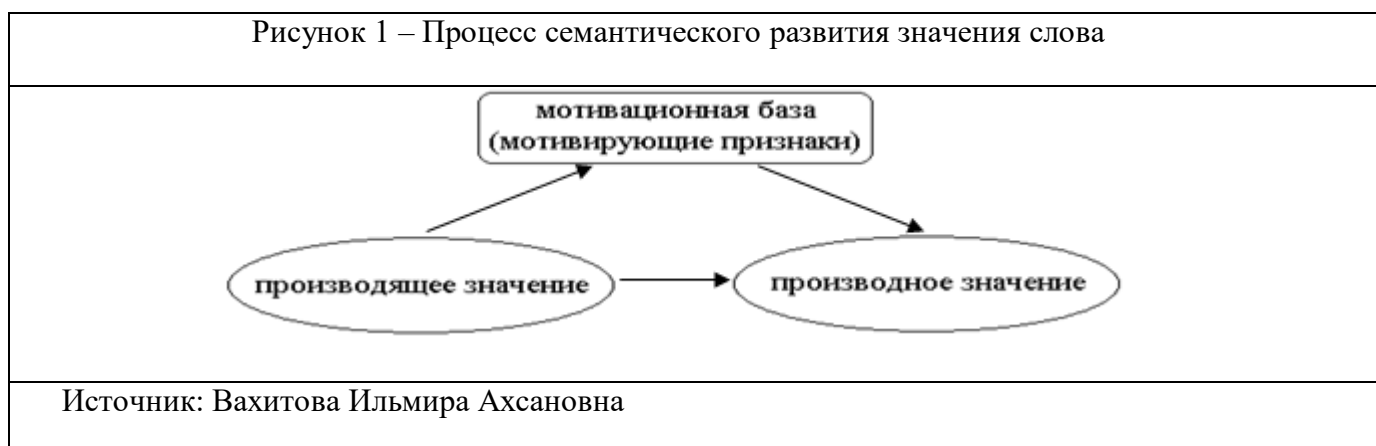 Рисунок 1 – Процесс семантического развития значения слова
мотивационная база
(мотивирующие признаки)
производящее значение
производное значение
Источник: Вахитова Ильмира Ахсановна